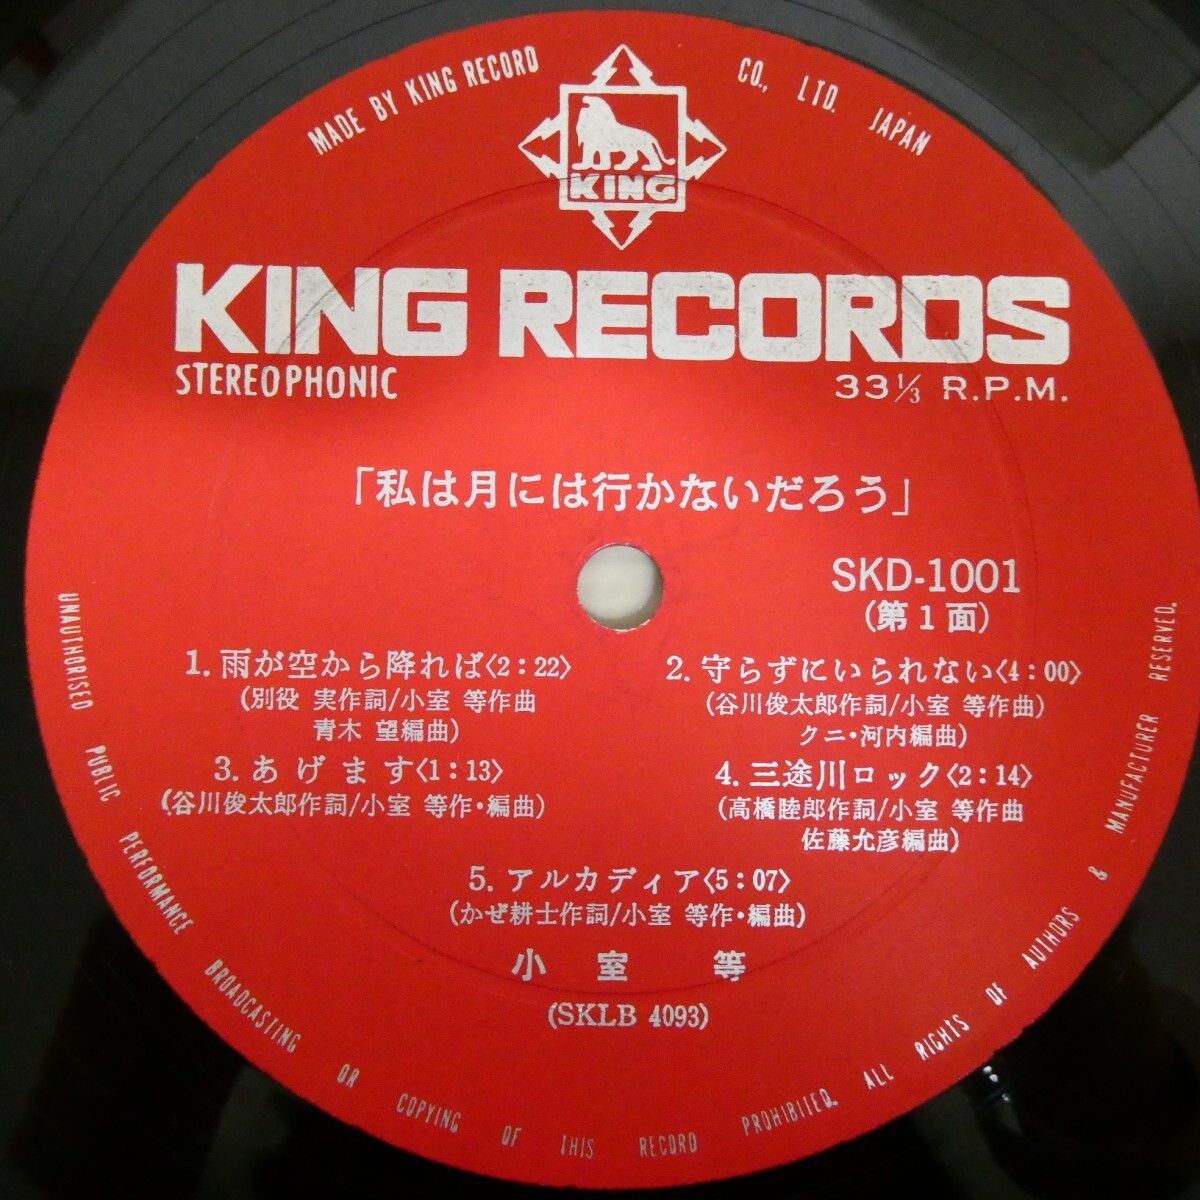 MADE BY KING RECORD CO., LTD. JAPAN
KING
KING RECORDS
STEREOPHONIC
33⅓ R.P.M.
「私は月には行かないだろう」
SKD-1001
(第1面)
1. 雨が空から降れば〈2:22〉
(別役 実作詞/小室 等作曲
青木 望編曲)
2. 守らずにいられない〈4:00〉
(谷川俊太郎作詞/小室 等作曲)
クニ・河内編曲)
3. あげます〈1:13〉
(谷川俊太郎作詞/小室 等作・編曲)
4. 三途川ロック〈2:14〉
(高橋睦郎作詞/小室 等作曲
佐藤允彦編曲)
5. アルカディア〈5:07〉
(かぜ耕士作詞/小室 等作・編曲)
小室 等
(SKLB 4093)
UNAUTHORISED PUBLIC PERFORMANCE BROADCASTING OR COPYING OF THIS RECORD PROHIBITED. ALL RIGHTS OF AUTHORS & MANUFACTURER RESERVED.